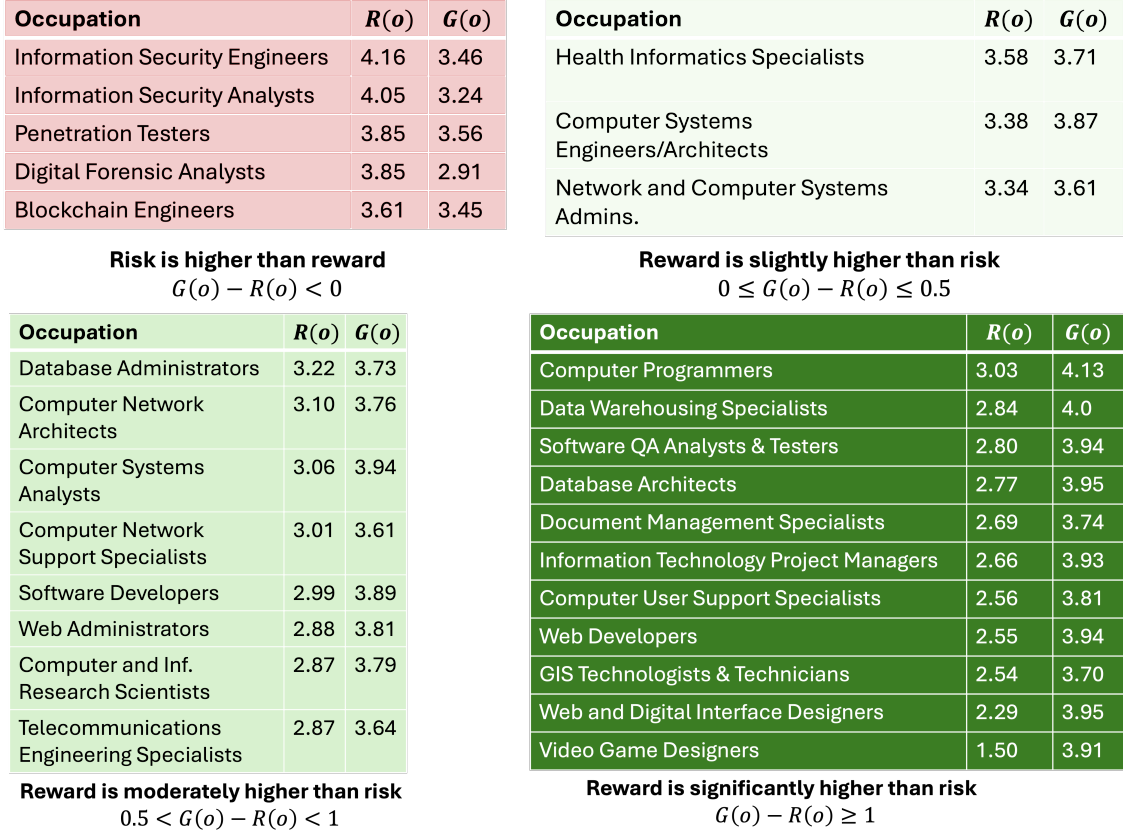 Occupation R(o) G(o)
Information Security Engineers 4.16 3.46
Information Security Analysts 4.05 3.24
Penetration Testers 3.85 3.56
Digital Forensic Analysts 3.85 2.91
Blockchain Engineers 3.61 3.45
Risk is higher than reward
G(o) − R(o) < 0
Occupation R(o) G(o)
Health Informatics Specialists 3.58 3.71
Computer Systems 3.38 3.87
Engineers/Architects
Network and Computer Systems 3.34 3.61
Admins.
Reward is slightly higher than risk
0 ≤ G(o) − R(o) ≤ 0.5
Occupation R(o) G(o)
Database Administrators 3.22 3.73
Computer Network 3.10 3.76
Architects
Computer Systems 3.06 3.94
Analysts
Computer Network 3.01 3.61
Support Specialists
Software Developers 2.99 3.89
Web Administrators 2.88 3.81
Computer and Inf. 2.87 3.79
Research Scientists
Telecommunications 2.87 3.64
Engineering Specialists
Reward is moderately higher than risk
0.5 < G(o) − R(o) < 1
Occupation R(o) G(o)
Computer Programmers 3.03 4.13
Data Warehousing Specialists 2.84 4.0
Software QA Analysts & Testers 2.80 3.94
Database Architects 2.77 3.95
Document Management Specialists 2.69 3.74
Information Technology Project Managers 2.66 3.93
Computer User Support Specialists 2.56 3.81
Web Developers 2.55 3.94
GIS Technologists & Technicians 2.54 3.70
Web and Digital Interface Designers 2.29 3.95
Video Game Designers 1.50 3.91
Reward is significantly higher than risk
G(o) − R(o) ≥ 1